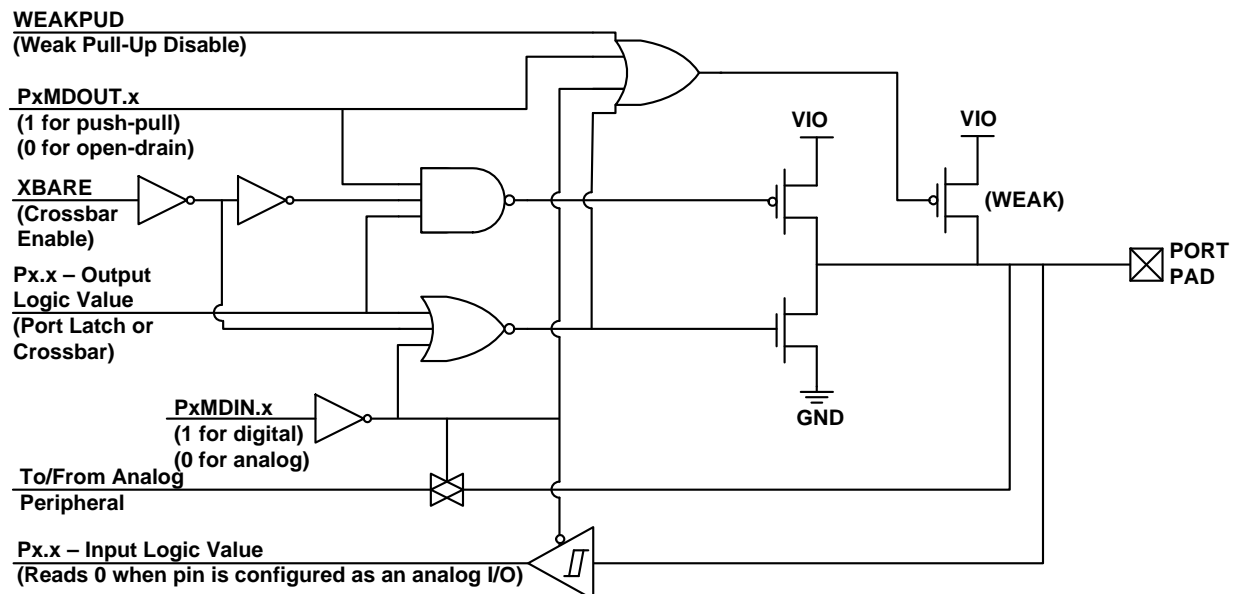 WEAKPUD
(Weak Pull-Up Disable)
PxMDOUT.x
(1 for push-pull)
(0 for open-drain)
XBARE
(Crossbar
Enable)
Px.x – Output
Logic Value
(Port Latch or
Crossbar)
PxMDIN.x
(1 for digital)
(0 for analog)
To/From Analog
Peripheral
Px.x – Input Logic Value
(Reads 0 when pin is configured as an analog I/O)
VIO
VIO
(WEAK)
PORT
PAD
GND